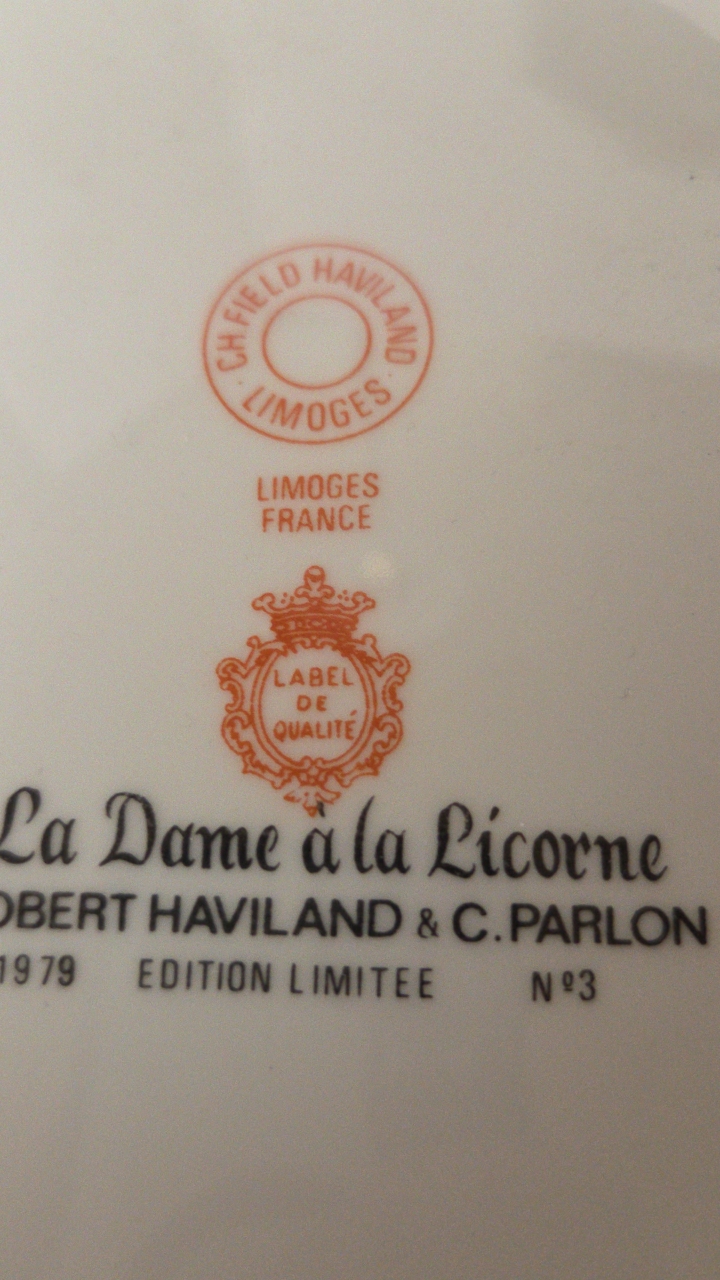 CH. FIELD HAVILAND
· LIMOGES ·
LIMOGES
FRANCE
LABEL
DE
QUALITÉ
La Dame à la Licorne
OBERT HAVILAND & C. PARLON
1979 EDITION LIMITEE Nº3